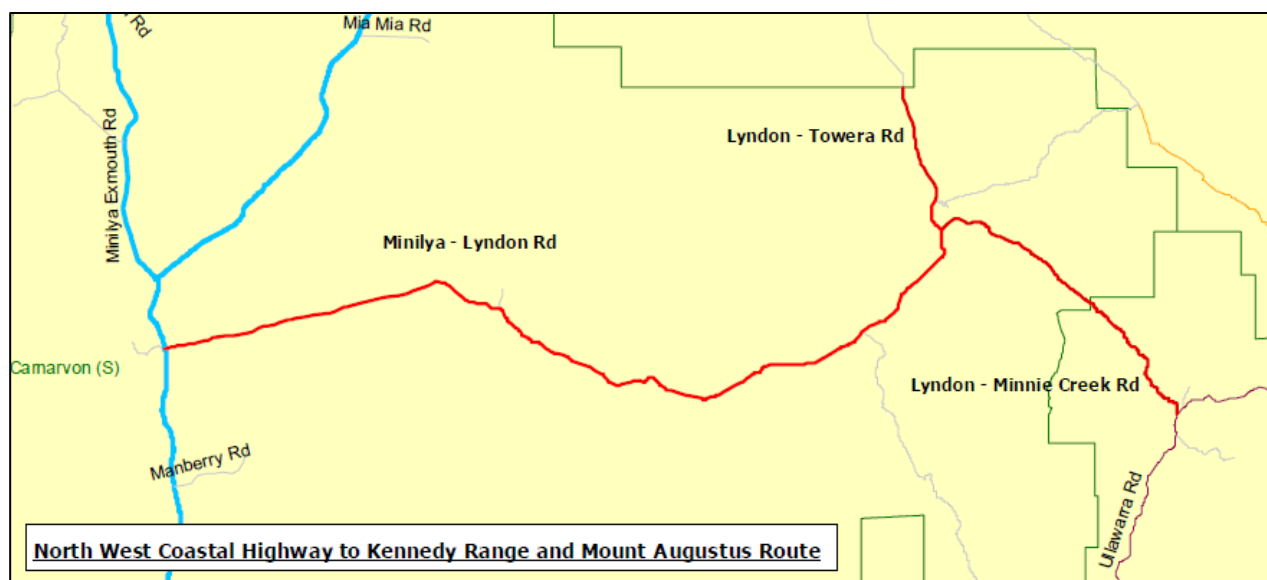 Rd
Mia Mia Rd
Minilya Exmouth Rd
Lyndon - Towera Rd
Minilya - Lyndon Rd
Carnarvon (S)
Lyndon - Minnie Creek Rd
Manberry Rd
Ullawarra Rd
North West Coastal Highway to Kennedy Range and Mount Augustus Route